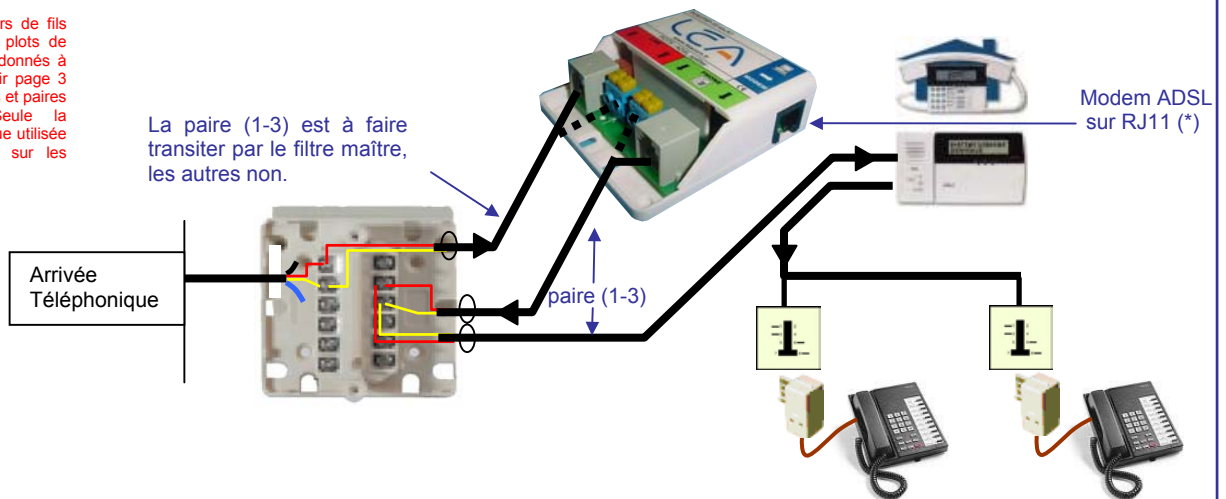 rs de fils
plots de
donnés à
ir page 3
et paires
Seule la
ue utilisée
sur les
La paire (1-3) est à faire
transiter par le filtre maître,
les autres non.
LEA
Modem ADSL
sur RJ11 (*)
Arrivée
Téléphonique
paire (1-3)